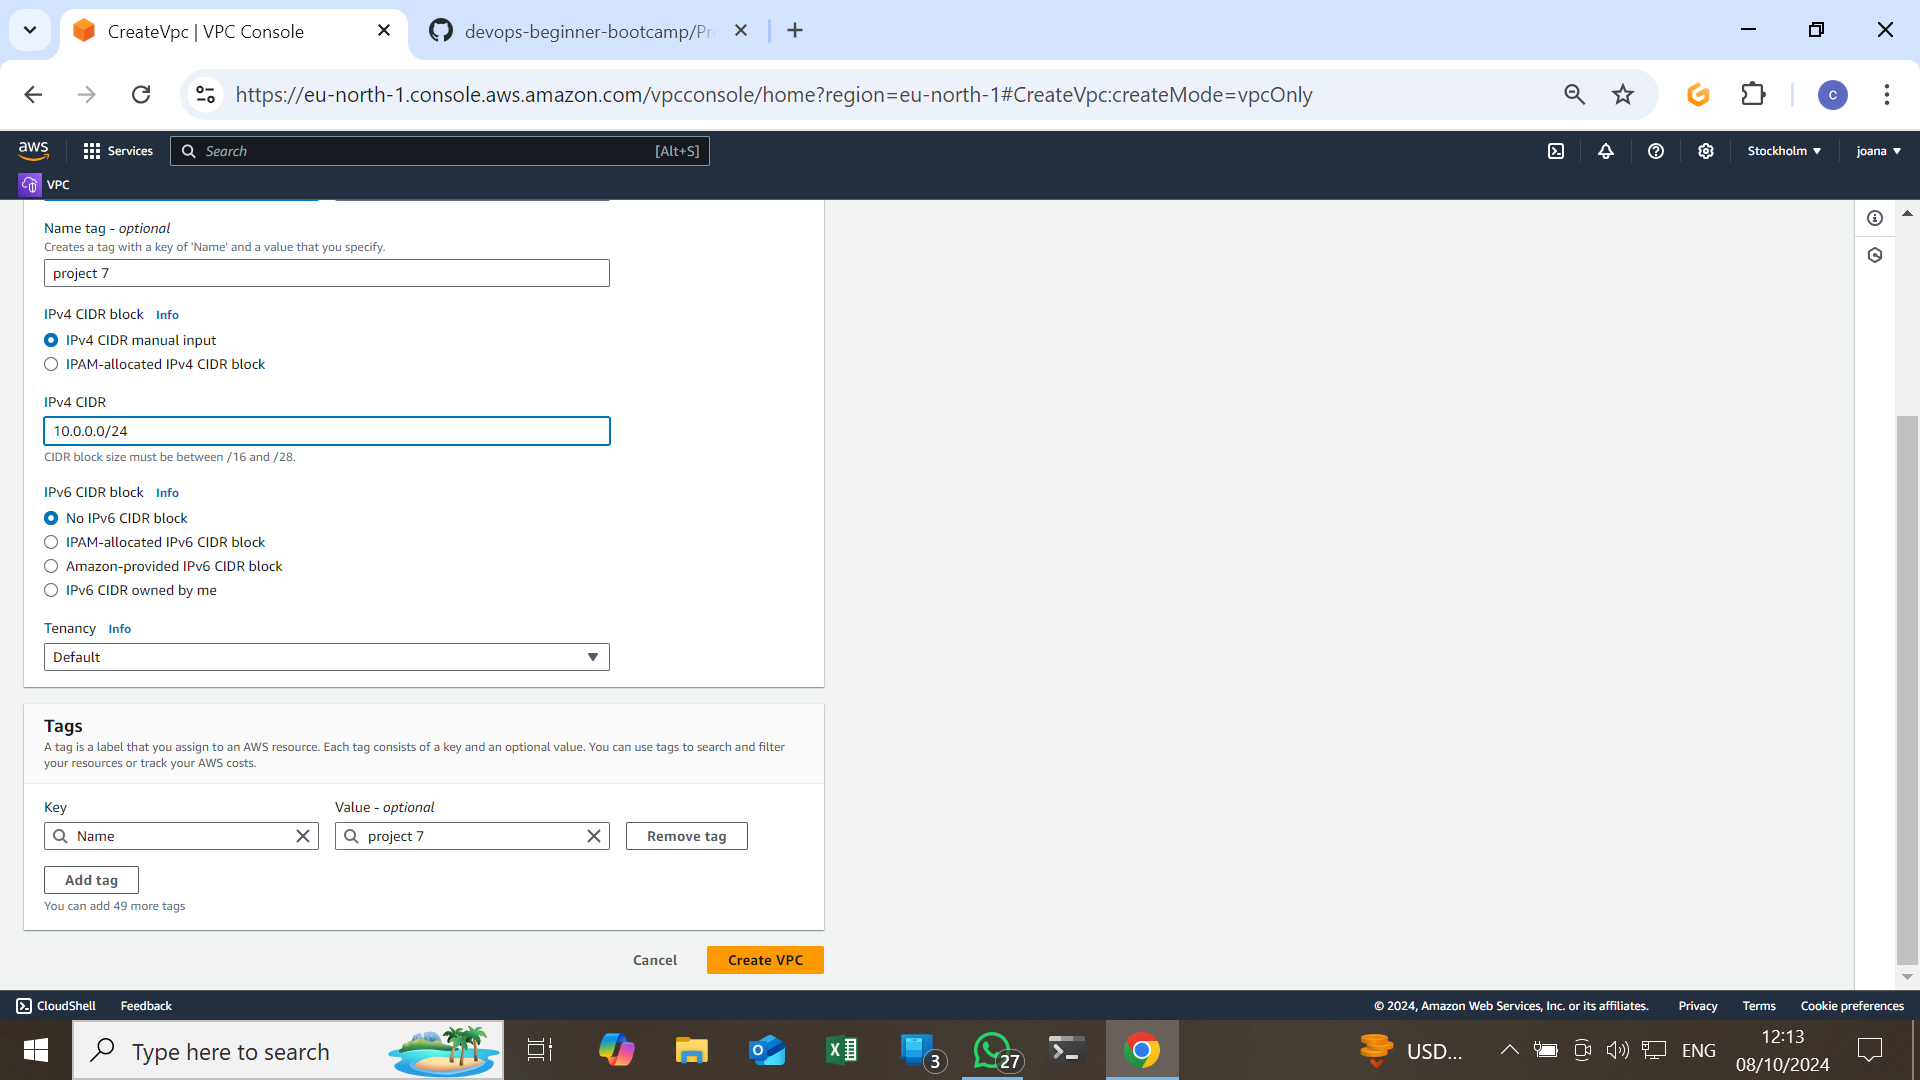 CreateVpc | VPC Console
devops-beginner-bootcamp/Pr
https://eu-north-1.console.aws.amazon.com/vpcconsole/home?region=eu-north-1#CreateVpc:createMode=vpcOnly
C
aws
Services
Search
[Alt+S]
Stockholm
joana
VPC
Name tag - optional
Creates a tag with a key of 'Name' and a value that you specify.
project 7
IPv4 CIDR block Info
IPv4 CIDR manual input
IPAM-allocated IPv4 CIDR block
IPv4 CIDR
10.0.0.0/24
CIDR block size must be between /16 and /28.
IPv6 CIDR block Info
No IPv6 CIDR block
IPAM-allocated IPv6 CIDR block
Amazon-provided IPv6 CIDR block
IPv6 CIDR owned by me
Tenancy Info
Default
Tags
A tag is a label that you assign to an AWS resource. Each tag consists of a key and an optional value. You can use tags to search and filter
your resources or track your AWS costs.
Key
Value - optional
Name
project 7
Remove tag
Add tag
You can add 49 more tags
Cancel
Create VPC
CloudShell
Feedback
© 2024, Amazon Web Services, Inc. or its affiliates.
Privacy
Terms
Cookie preferences
Type here to search
3
27
USD...
ENG
12:13
08/10/2024